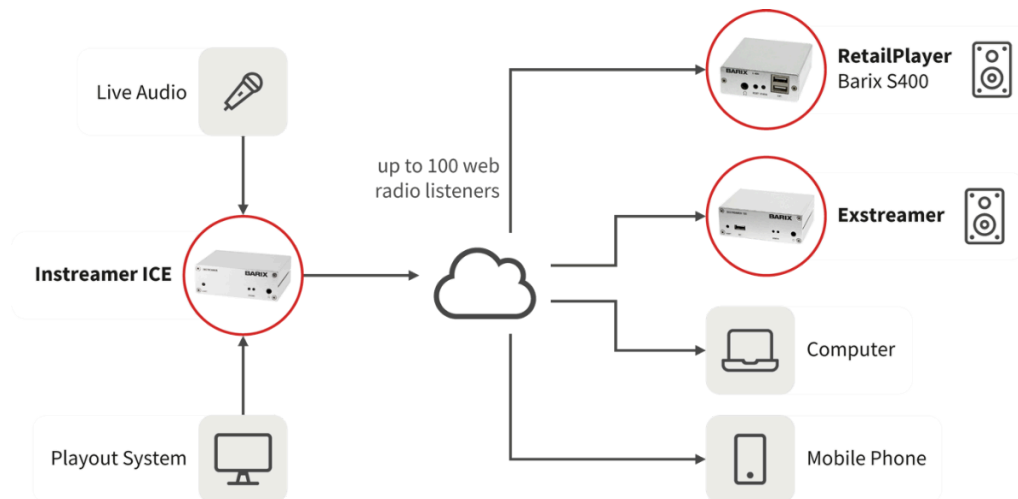 Live Audio
Instreamer ICE
BARIX
Playout System
up to 100 web
radio listeners
BARIX
RetailPlayer
Barix S400
BARIX
Exstreamer
Computer
Mobile Phone